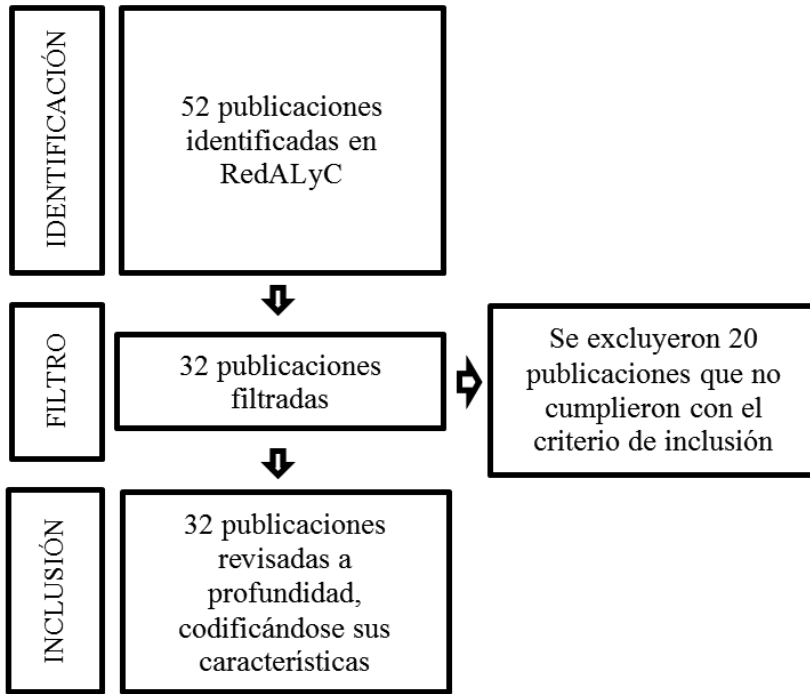 IDENTIFICACIÓN
52 publicaciones
identificadas en
RedALyC
FILTRO
32 publicaciones
filtradas
Se excluyeron 20
publicaciones que no
cumplieron con el
criterio de inclusión
INCLUSIÓN
32 publicaciones
revisadas a
profundidad,
codificándose sus
características